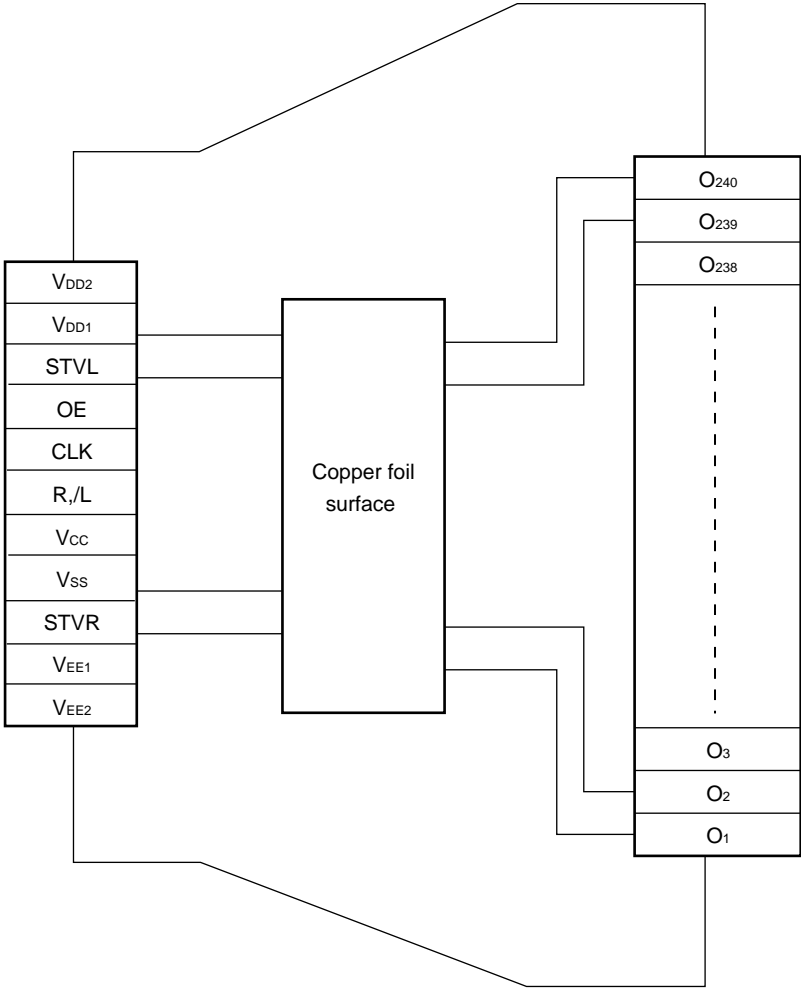 VDD2
VDD1
STVL
OE
CLK
R,/L
VCC
VSS
STVR
VEE1
VEE2
Copper foil
surface
O240
O239
O238
O3
O2
O1